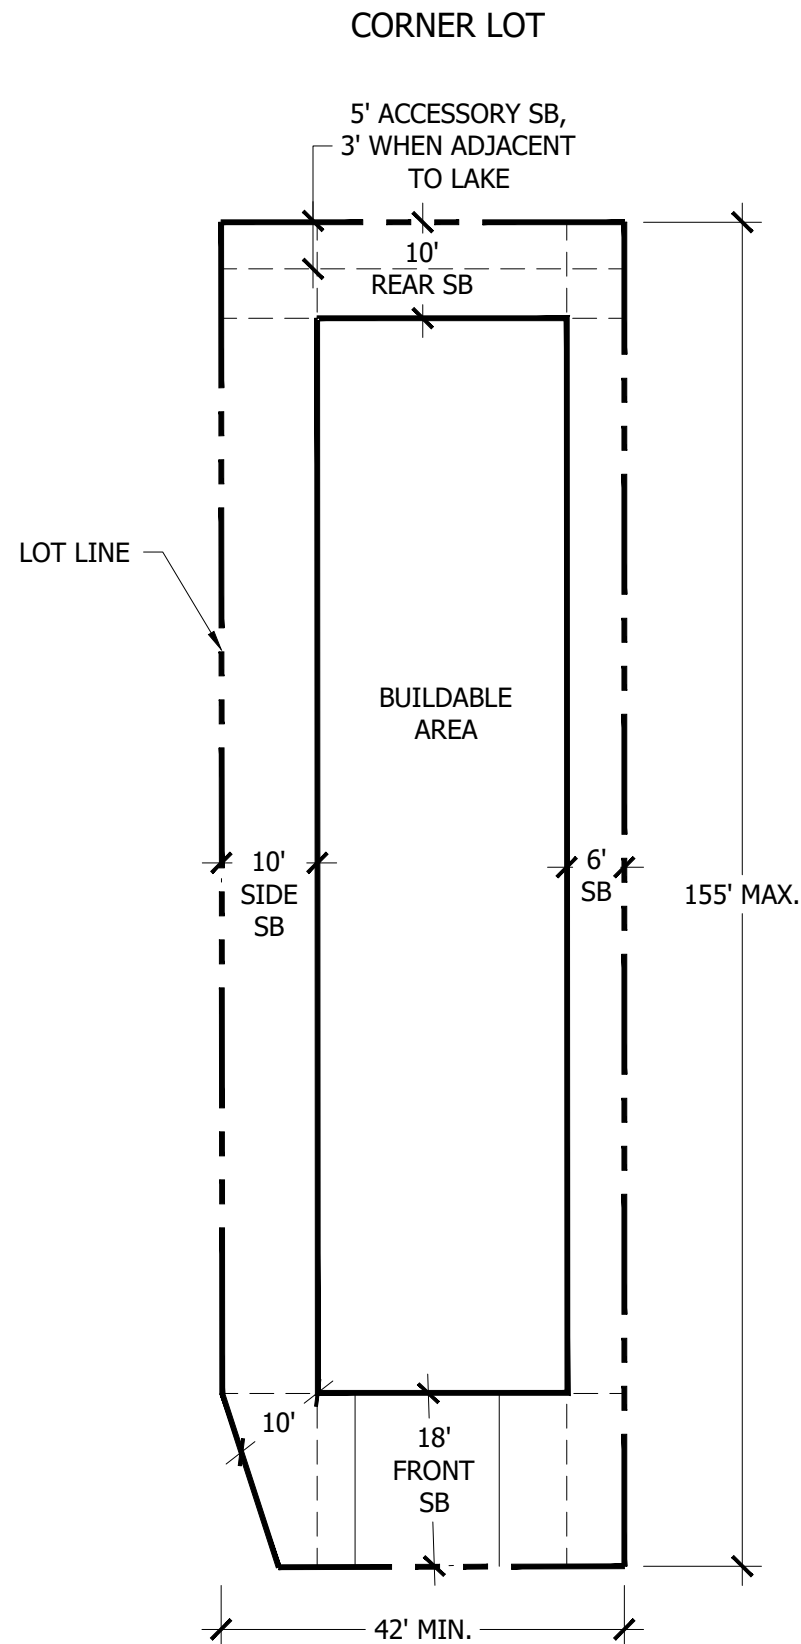 CORNER LOT
5' ACCESSORY SB,
3' WHEN ADJACENT
TO LAKE
10'
REAR SB
LOT LINE
BUILDABLE
AREA
10'
SIDE
SB
6'
SB
155' MAX.
10'
18'
FRONT
SB
42' MIN.